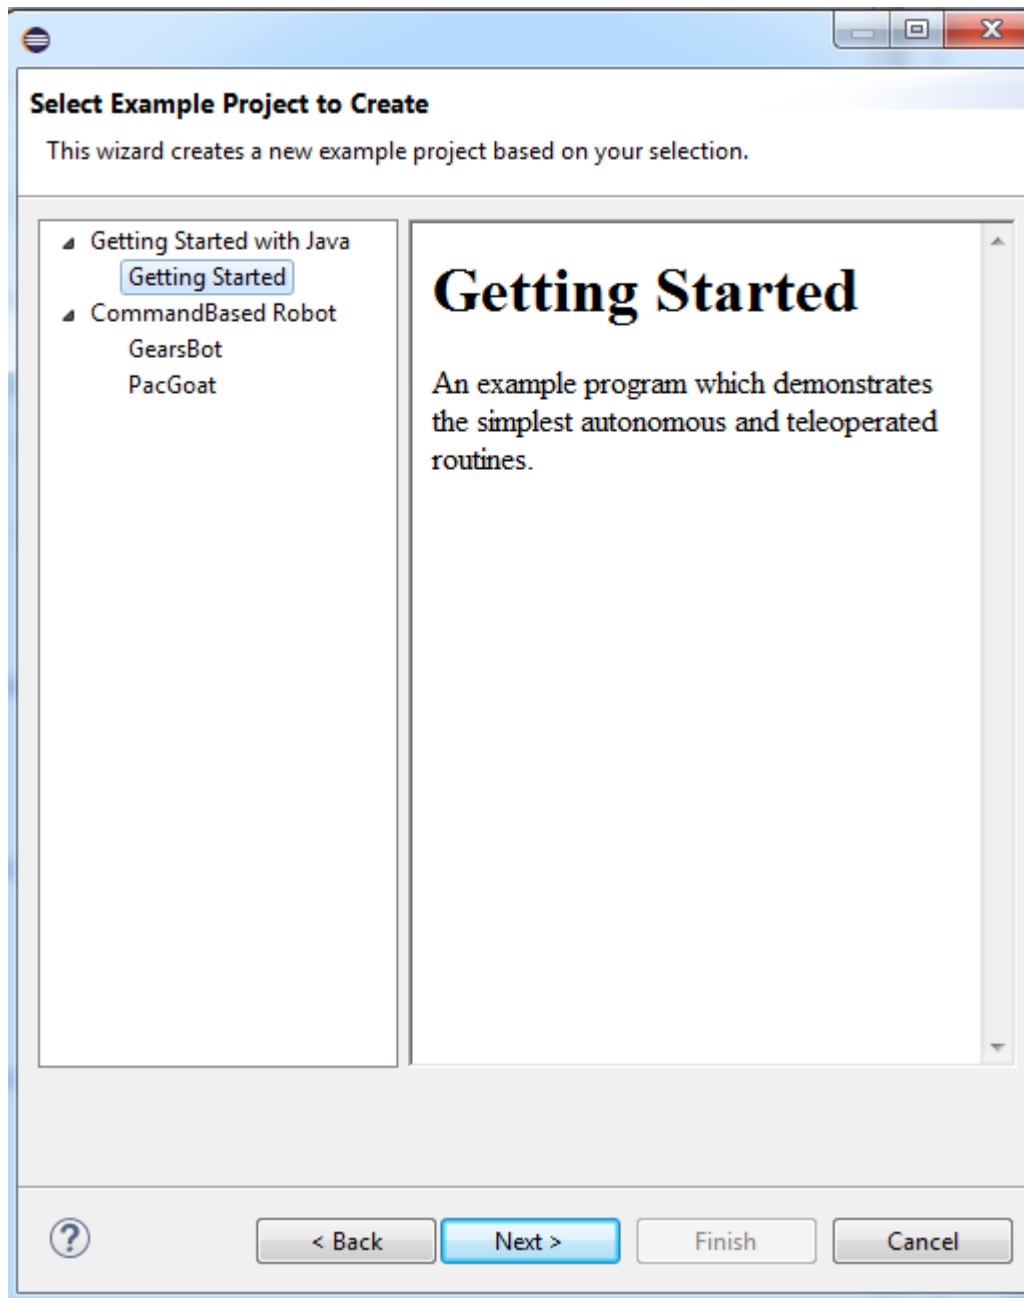 Select Example Project to Create
This wizard creates a new example project based on your selection.
Getting Started with Java
Getting Started
CommandBased Robot
GearsBot
PacGoat
Getting Started
An example program which demonstrates
the simplest autonomous and teleoperated
routines.
?
< Back
Next >
Finish
Cancel